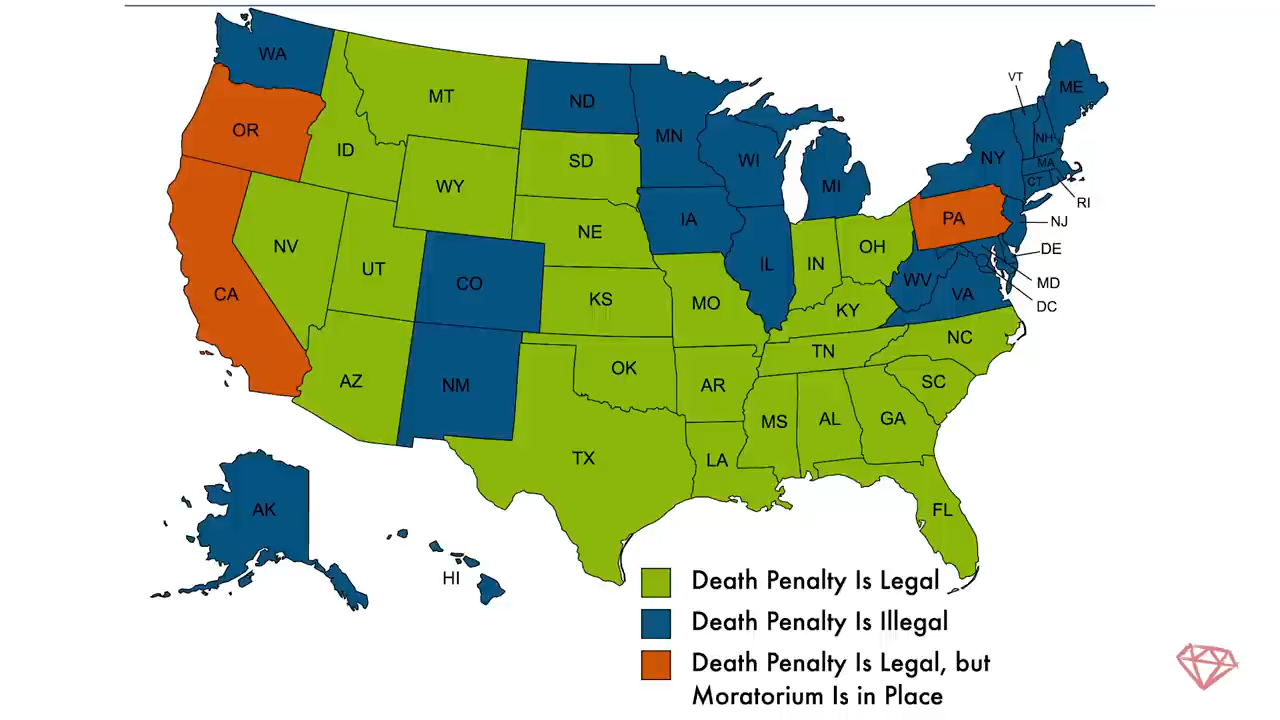 WA
MT
ND
MN
VT
ME
OR
ID
SD
WI
NY
NH
MA
WY
MI
CT
RI
NE
IA
PA
NJ
NV
UT
CO
IL
IN
OH
DE
CA
KS
MO
WV
VA
MD
KY
DC
AZ
NM
OK
AR
TN
NC
SC
MS
AL
GA
TX
LA
AK
FL
HI
Death Penalty Is Legal
Death Penalty Is Illegal
Death Penalty Is Legal, but
Moratorium Is in Place